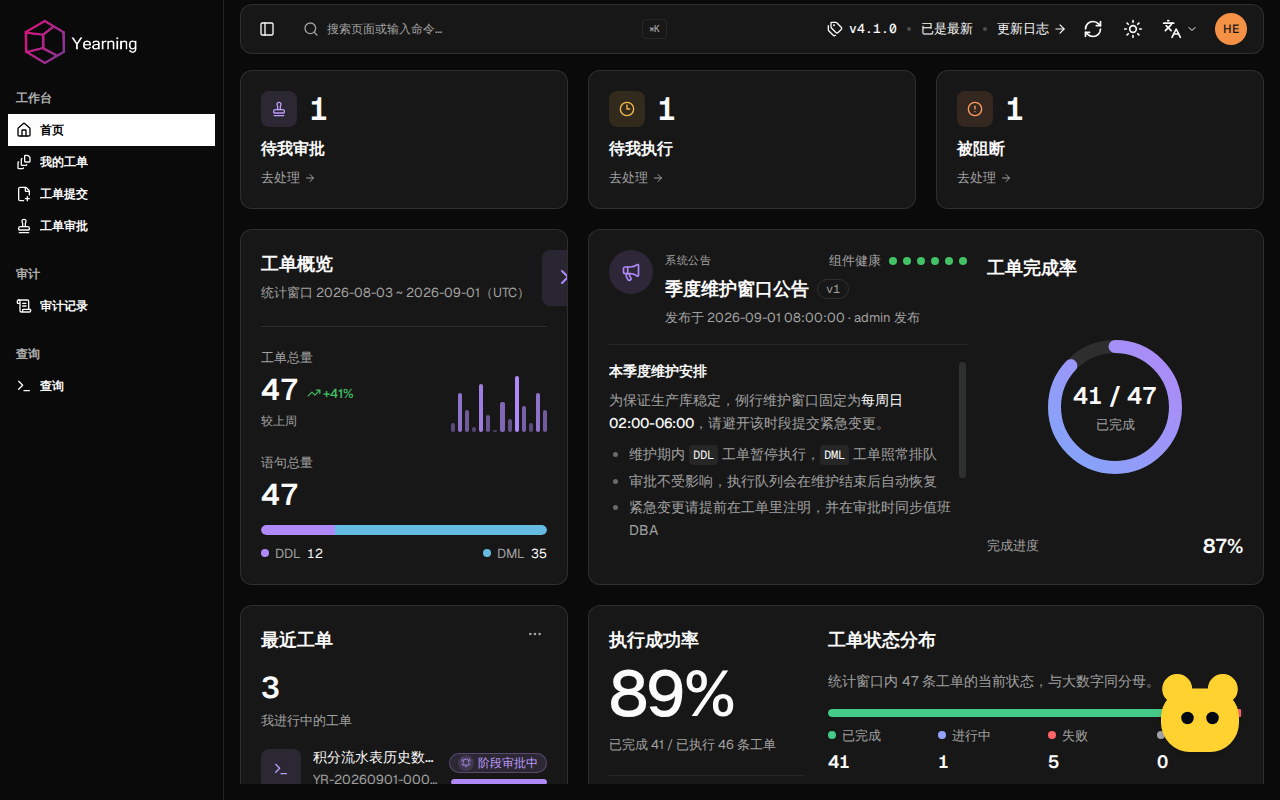 Yearning
工作台
首页
我的工单
工单提交
工单审批
审计
审计记录
查询
查询
搜索页面或输入命令...
⌘K
v4.1.0 • 已是最新 • 更新日志 →
HE
1
待我审批
去处理 →
1
待我执行
去处理 →
1
被阻断
去处理 →
工单概览
统计窗口 2026-08-03 ~ 2026-09-01（UTC）
工单总量
47 +41%
较上周
语句总量
47
DDL 12
DML 35
系统公告
组件健康
季度维护窗口公告 v1
发布于 2026-09-01 08:00:00 · admin 发布
本季度维护安排
为保证生产库稳定，例行维护窗口固定为每周日
02:00-06:00，请避开该时段提交紧急变更。
• 维护期内 DDL 工单暂停执行，DML 工单照常排队
• 审批不受影响，执行队列会在维护结束后自动恢复
• 紧急变更请提前在工单里注明，并在审批时同步值班
DBA
工单完成率
41 / 47
已完成
完成进度
87%
最近工单
3
我进行中的工单
积分流水表历史数...
YR-20260901-000...
阶段审批中
执行成功率
89%
已完成 41 / 已执行 46 条工单
工单状态分布
统计窗口内 47 条工单的当前状态，与大数字同分母。
已完成
进行中
失败
41
1
5
0